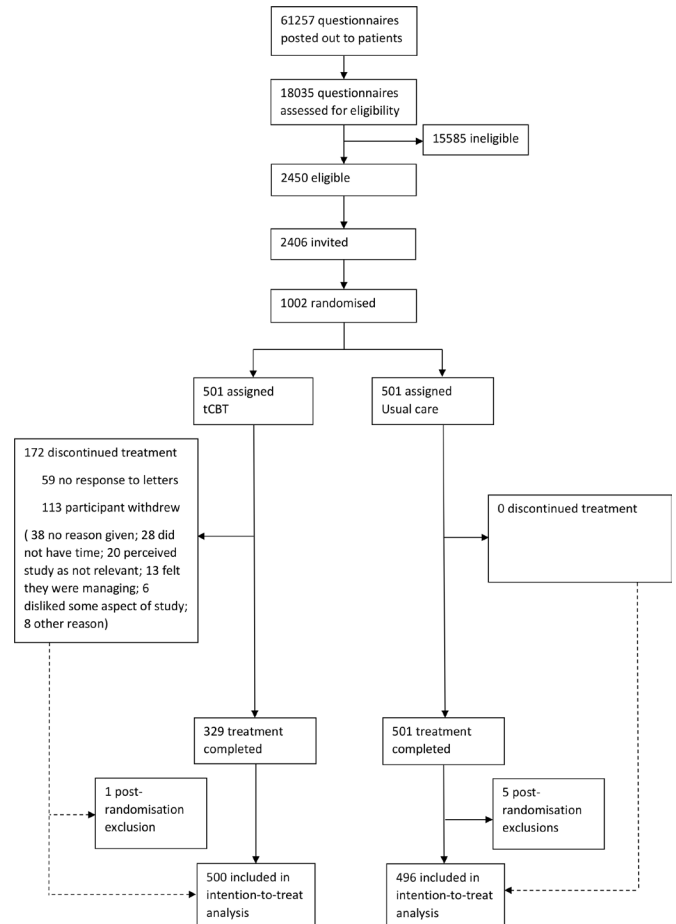 61257 questionnaires
posted out to patients
18035 questionnaires
assessed for eligibility
15585 ineligible
2450 eligible
2406 invited
1002 randomised
501 assigned
tCBT
501 assigned
Usual care
172 discontinued treatment
59 no response to letters
113 participant withdrew
( 38 no reason given; 28 did
not have time; 20 perceived
study as not relevant; 13 felt
they were managing; 6
disliked some aspect of study;
8 other reason)
0 discontinued treatment
329 treatment
completed
501 treatment
completed
1 post-
randomisation
exclusion
5 post-
randomisation
exclusions
500 included in
intention-to-treat
analysis
496 included in
intention-to-treat
analysis